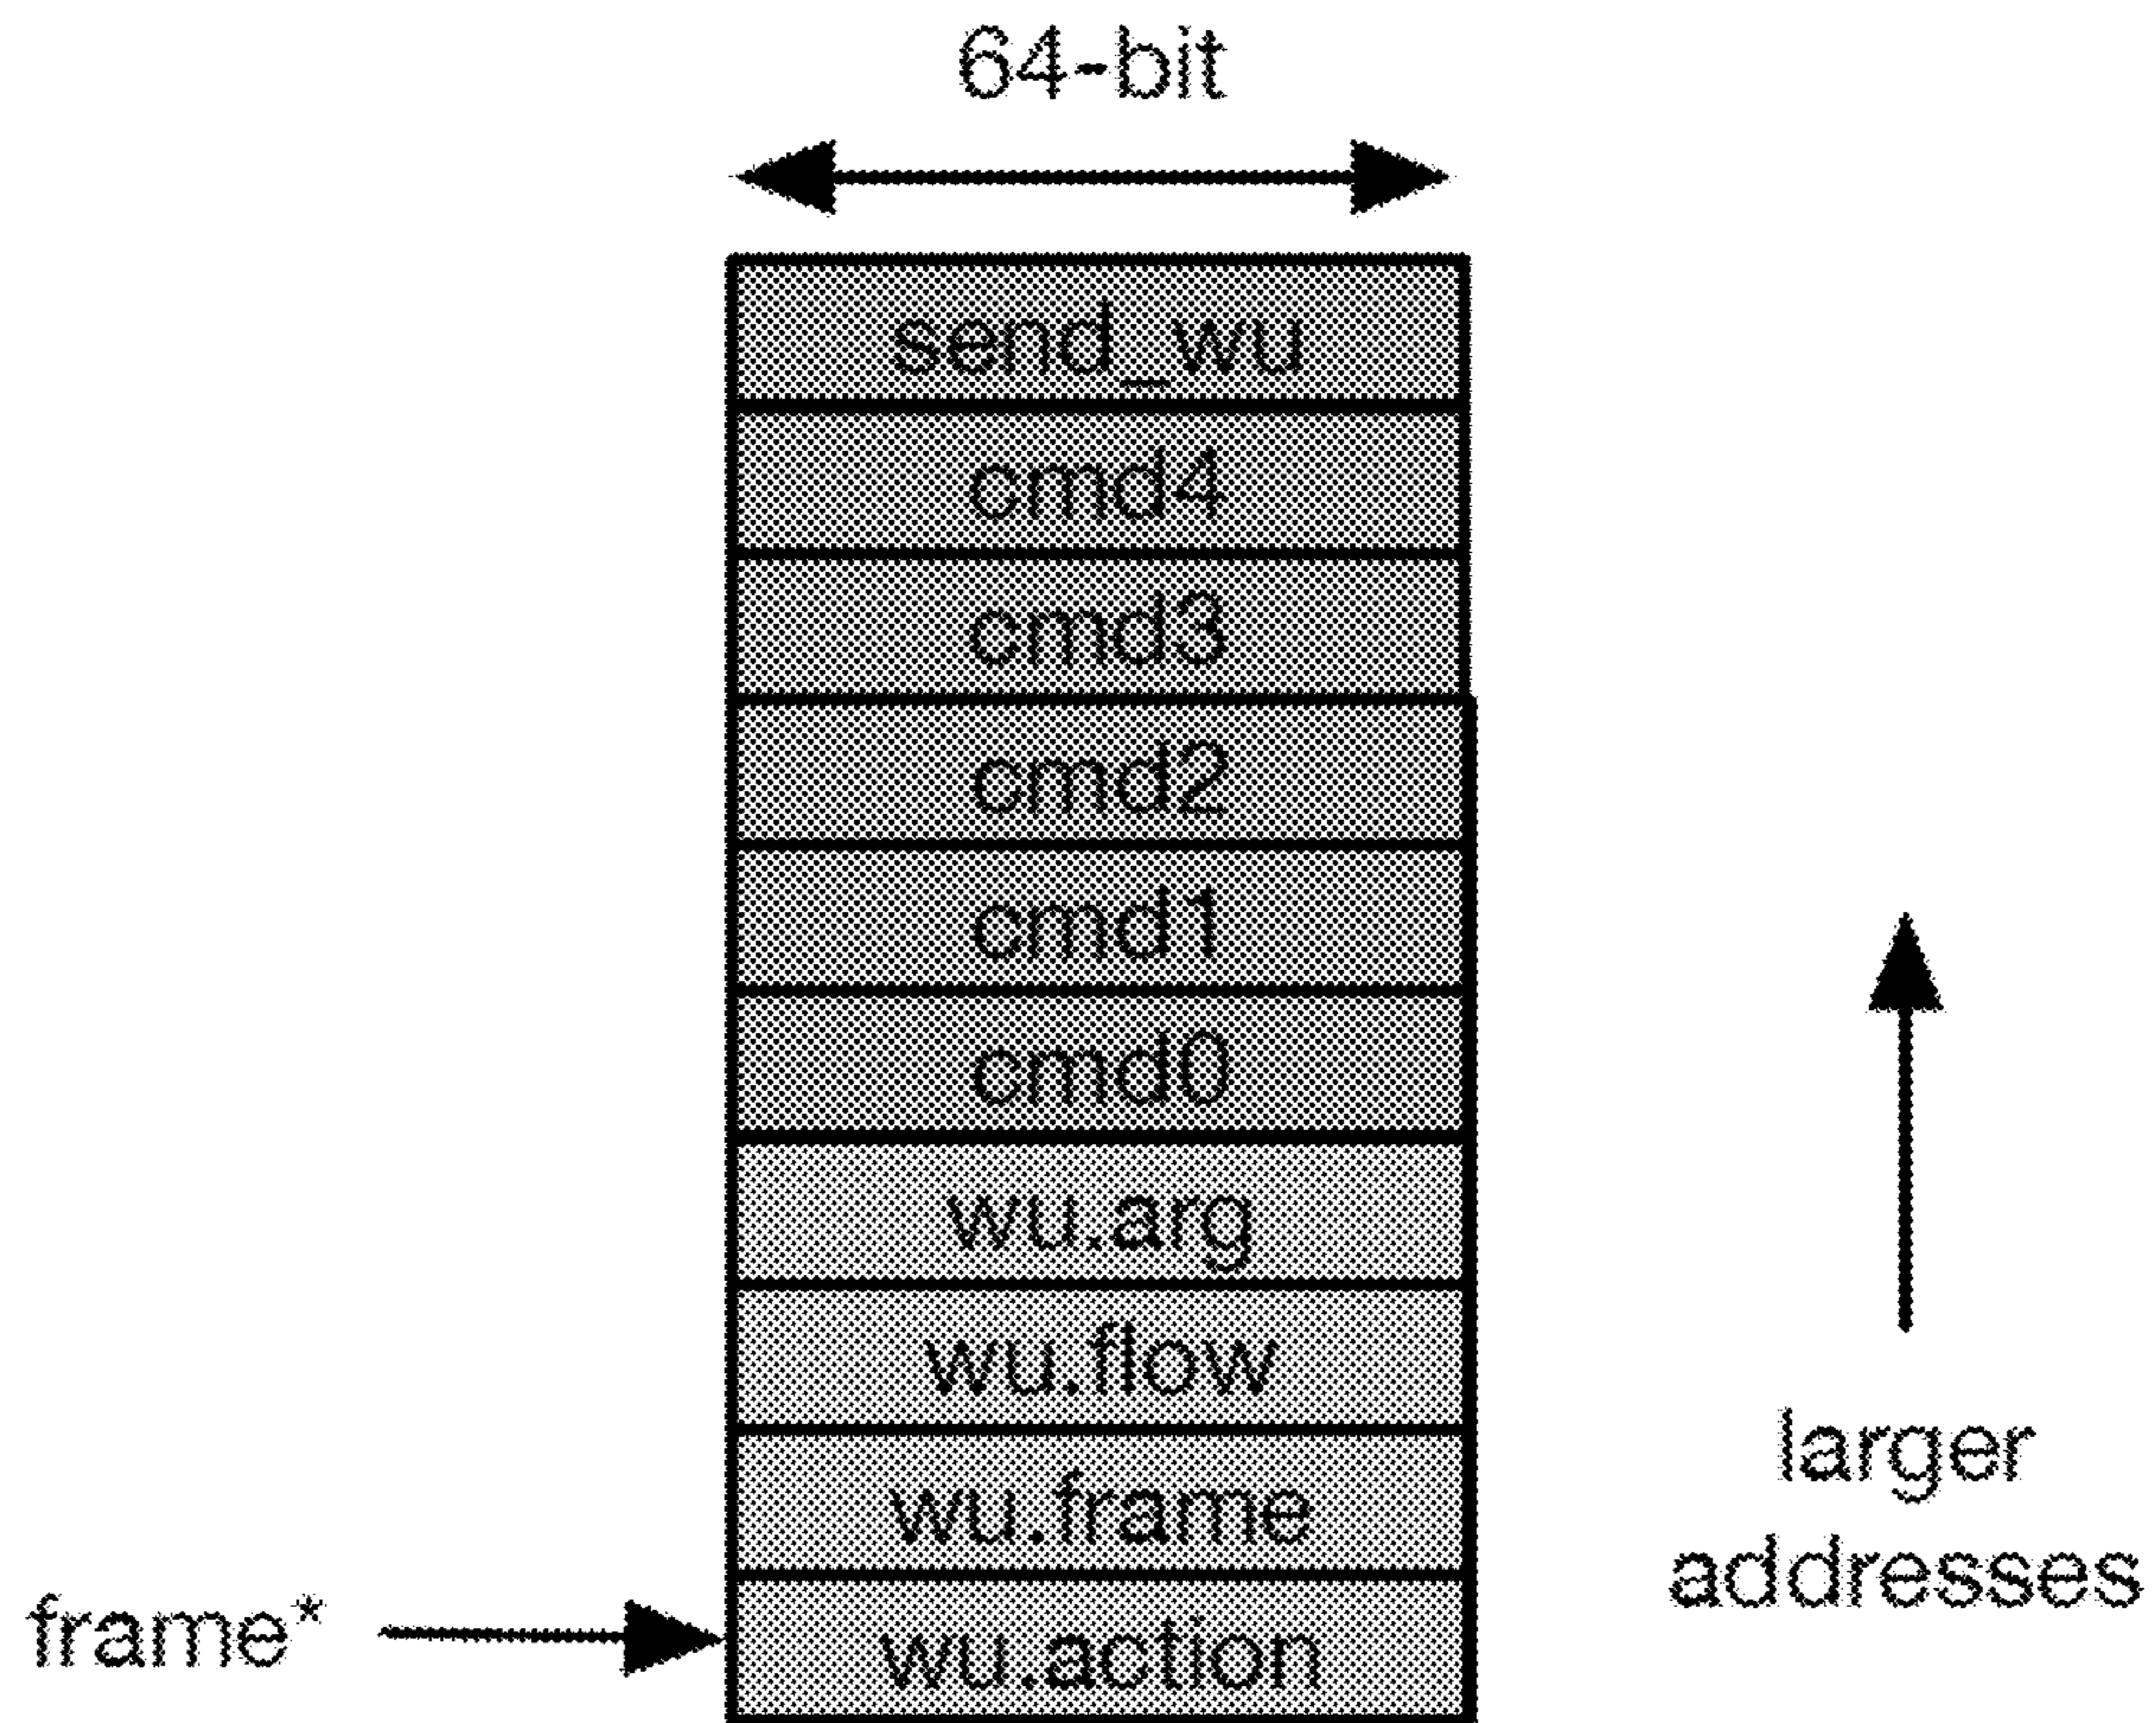 64-bit
send_wu
cmd4
cmd3
cmd2
cmd1
cmd0
wu.arg
wu.flow
wu.frame
wu.action
frame*
larger
addresses